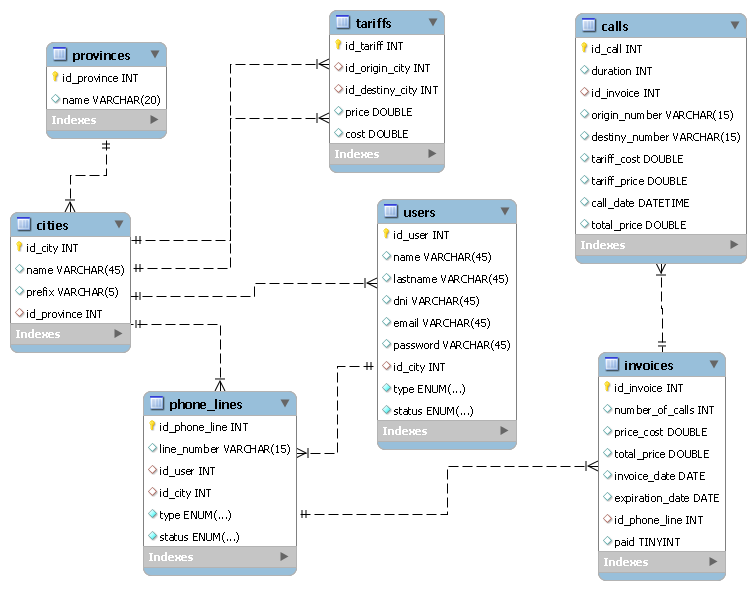 provinces
id_province INT
name VARCHAR(20)
Indexes
tariffs
id_tariff INT
id_origin_city INT
id_destiny_city INT
price DOUBLE
cost DOUBLE
Indexes
calls
id_call INT
duration INT
id_invoice INT
origin_number VARCHAR(15)
destiny_number VARCHAR(15)
tariff_cost DOUBLE
tariff_price DOUBLE
call_date DATETIME
total_price DOUBLE
Indexes
cities
id_city INT
name VARCHAR(45)
prefix VARCHAR(5)
id_province INT
Indexes
users
id_user INT
name VARCHAR(45)
lastname VARCHAR(45)
dni VARCHAR(45)
email VARCHAR(45)
password VARCHAR(45)
id_city INT
type ENUM(...)
status ENUM(...)
Indexes
phone_lines
id_phone_line INT
line_number VARCHAR(15)
id_user INT
id_city INT
type ENUM(...)
status ENUM(...)
Indexes
invoices
id_invoice INT
number_of_calls INT
price_cost DOUBLE
total_price DOUBLE
invoice_date DATE
expiration_date DATE
id_phone_line INT
paid TINYINT
Indexes